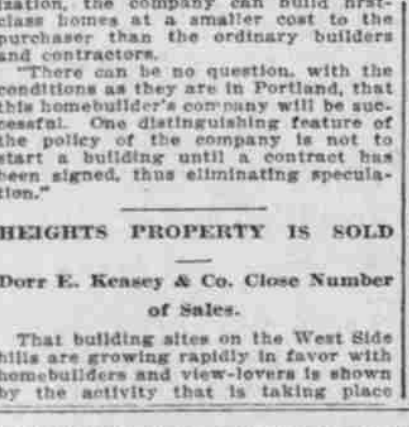 ization, the company can build first-
class homes at a smaller cost to the
purchaser than the ordinary builders
and contractors.
"There can be no question, with the
conditions as they are in Portland, that
this homebuilder's company will be suc-
cessful. One distinguishing feature of
the policy of the company is not to
start a building until a contract has
been signed, thus eliminating specula-
tion."
HEIGHTS PROPERTY IS SOLD
Dorr E. Keasey & Co. Close Number
of Sales.
That building sites on the West Side
hills are growing rapidly in favor with
homebuilders and view-lovers is shown
by the activity that is taking place